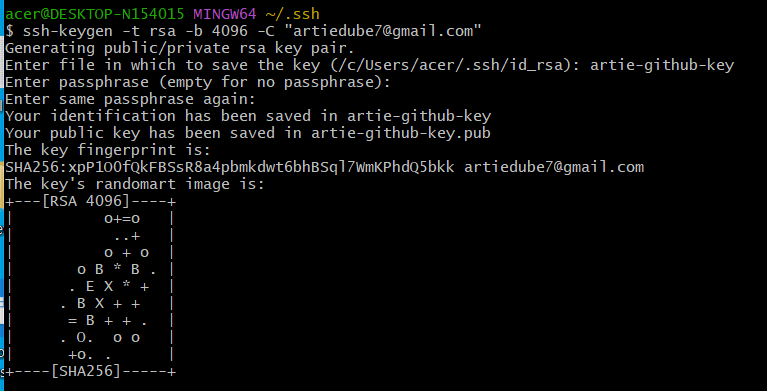 acer@DESKTOP-N154015 MINGW64 ~/.ssh
$ ssh-keygen -t rsa -b 4096 -C "artiedube7@gmail.com"
Generating public/private rsa key pair.
Enter file in which to save the key (/c/Users/acer/.ssh/id_rsa): artie-github-key
Enter passphrase (empty for no passphrase):
Enter same passphrase again:
Your identification has been saved in artie-github-key
Your public key has been saved in artie-github-key.pub
The key fingerprint is:
SHA256:xpP1OOfQkFBSsR8a4pbmkdwt6bhBSql7WmKPhdQ5bkk artiedube7@gmail.com
The key's randomart image is:
+---[RSA 4096]----+
|          o+=o   |
|           ..+   |
|          o + o  |
|       o B * B . |
|      . E X * +  |
|     . B X + +   |
|      = B + + .  |
|     . O.  o o   |
|      +o. .      |
+----[SHA256]-----+